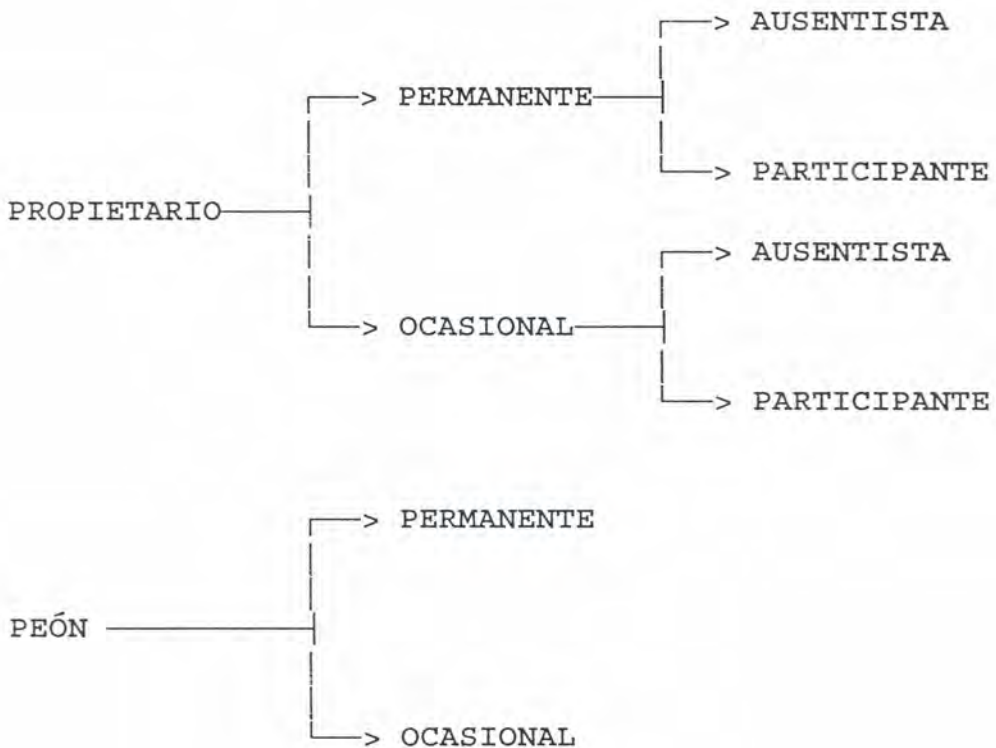 AUSENTISTA
> PERMANENTE
> PARTICIPANTE
PROPIETARIO
> AUSENTISTA
> OCASIONAL
> PARTICIPANTE
> PERMANENTE
PEÓN
> OCASIONAL